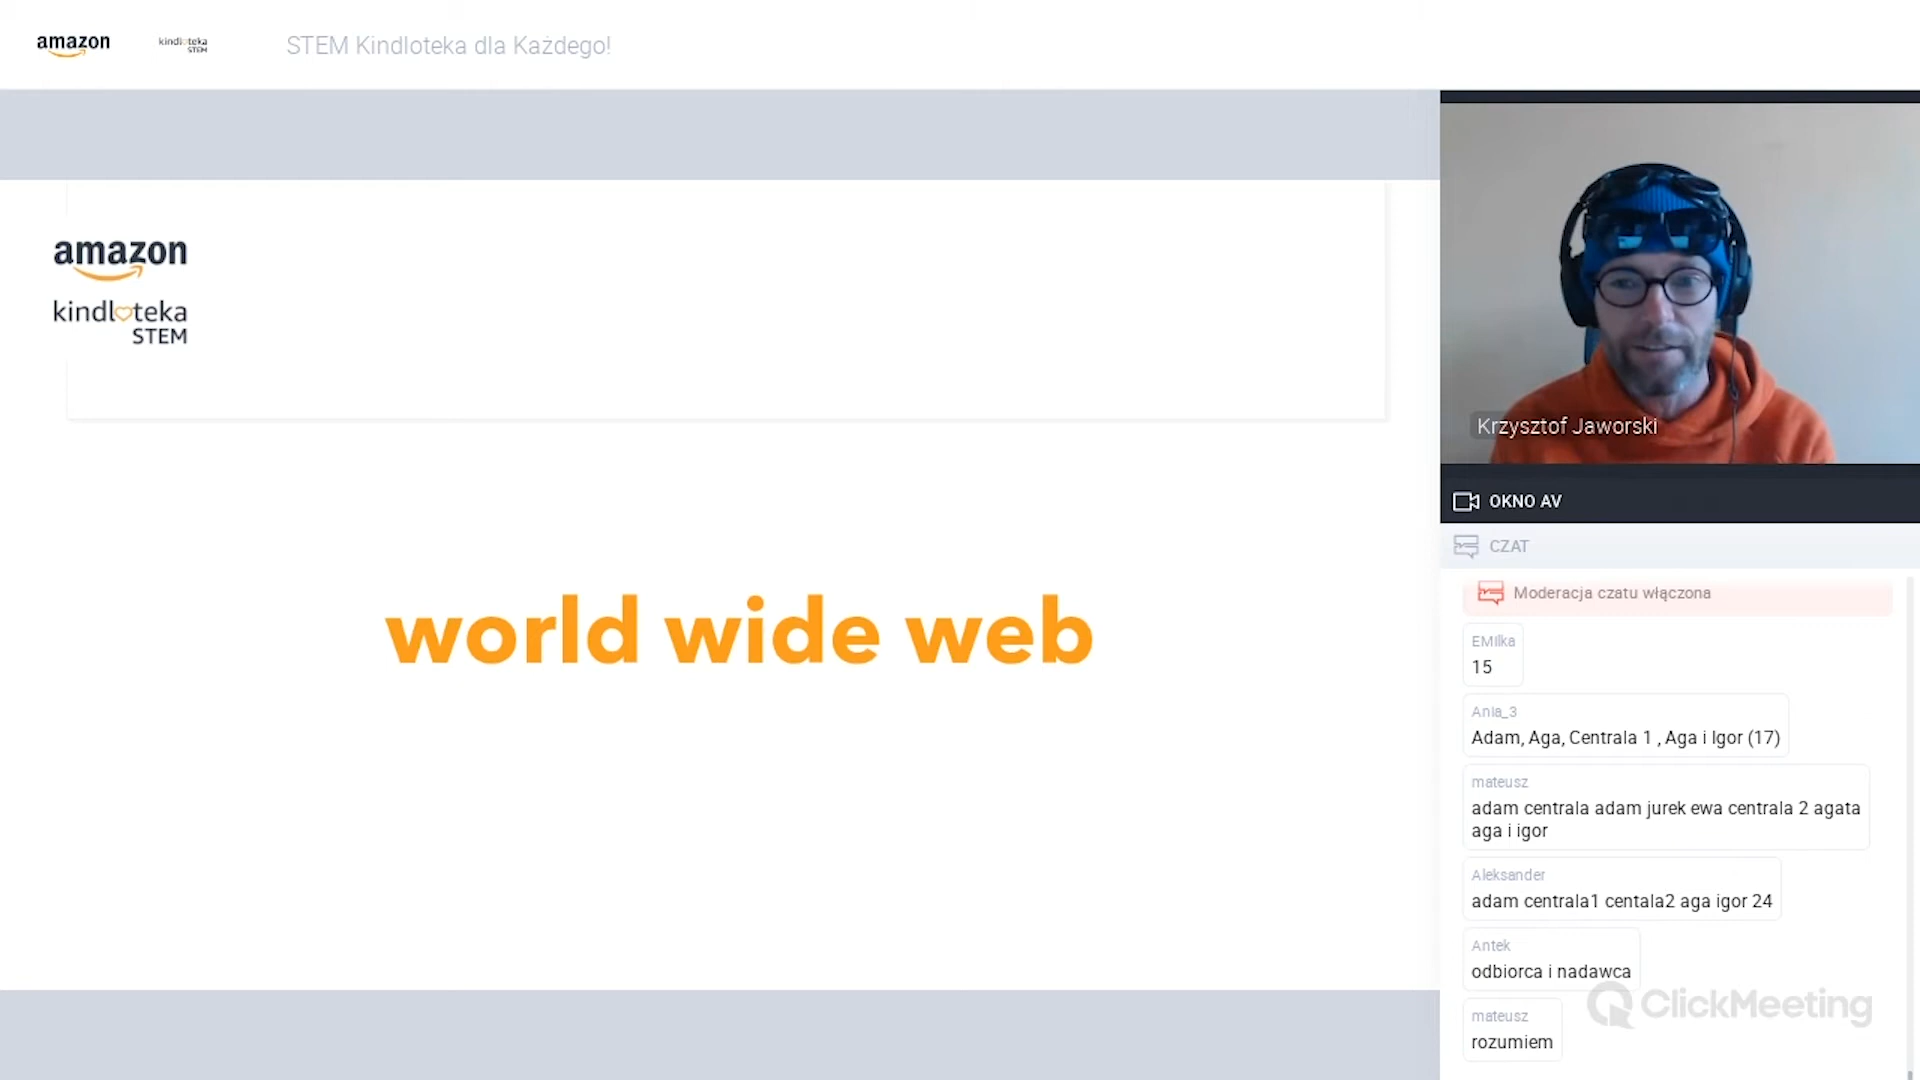 amazon
kindloteka
STEM
STEM Kindloteka dla Każdego!
amazon
kindloteka
STEM
world wide web
Krzysztof Jaworski
OKNO AV
CZAT
Moderacja czatu włączona
EMilka
15
Ania_3
Adam, Aga, Centrala 1 , Aga i Igor (17)
mateusz
adam centrala adam jurek ewa centrala 2 agata
aga i igor
Aleksander
adam centrala1 centala2 aga igor 24
Antek
odbiorca i nadawca
ClickMeeting
mateusz
rozumiem